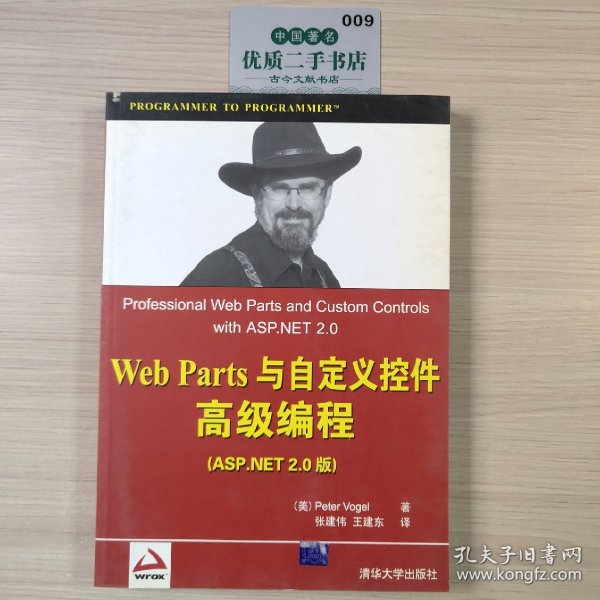 009
中国著名
优质二手书店
古今文献书店
PROGRAMMER TO PROGRAMMER™
Professional Web Parts and Custom Controls
with ASP.NET 2.0
Web Parts 与自定义控件
高级编程
(ASP.NET 2.0 版)
(美) Peter Vogel 著
张建伟 王建东 译
wrox™
清华大学出版社
孔夫子旧书网
www.kongfz.com